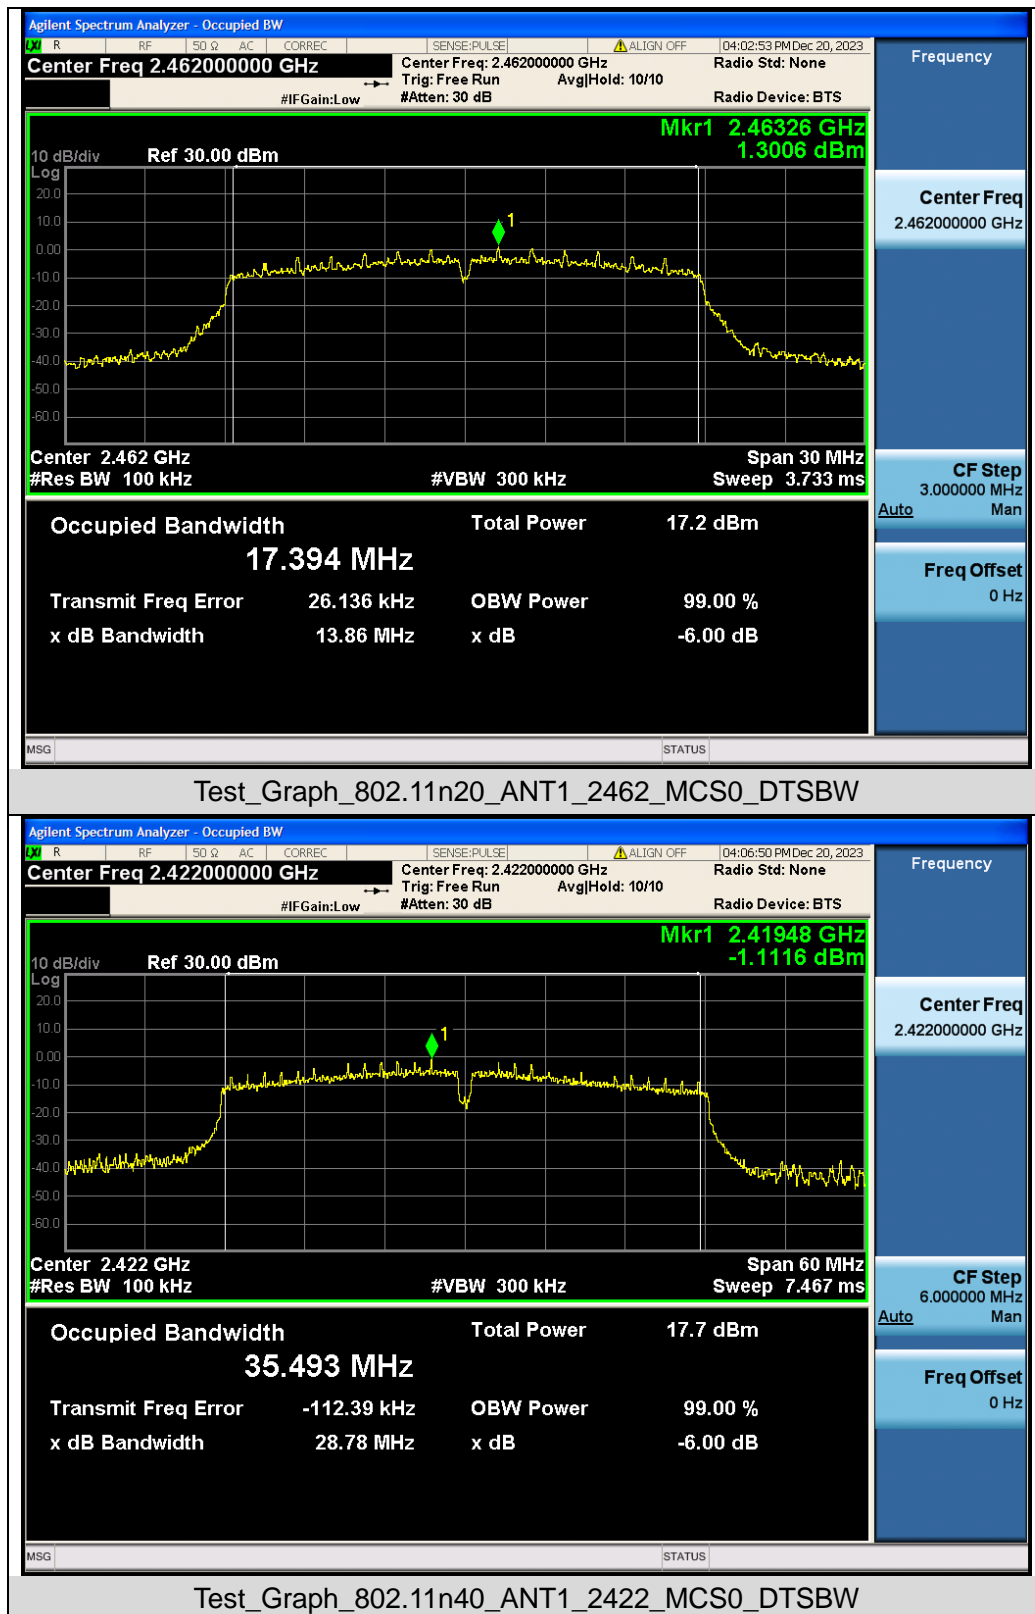 Agilent Spectrum Analyzer - Occupied BW
LXI R RF 50 Ω AC CORREC SENSE:PULSE ALIGN OFF 04:02:53 PM Dec 20, 2023
Center Freq 2.462000000 GHz
Center Freq: 2.462000000 GHz
Radio Std: None
Trig: Free Run Avg|Hold: 10/10
#IFGain:Low #Atten: 30 dB Radio Device: BTS
Frequency
Mkr1 2.46326 GHz
1.3006 dBm
10 dB/div Ref 30.00 dBm
Log
20.0
10.0
0.00
-10.0
-20.0
-30.0
-40.0
-50.0
-60.0
1
Center 2.462 GHz Span 30 MHz
#Res BW 100 kHz #VBW 300 kHz Sweep 3.733 ms
Center Freq
2.462000000 GHz
CF Step
3.000000 MHz
Auto Man
Freq Offset
0 Hz
Occupied Bandwidth Total Power 17.2 dBm
17.394 MHz
Transmit Freq Error 26.136 kHz OBW Power 99.00 %
x dB Bandwidth 13.86 MHz x dB -6.00 dB
MSG STATUS
Test_Graph_802.11n20_ANT1_2462_MCS0_DTSBW
Agilent Spectrum Analyzer - Occupied BW
LXI R RF 50 Ω AC CORREC SENSE:PULSE ALIGN OFF 04:06:50 PM Dec 20, 2023
Center Freq 2.422000000 GHz
Center Freq: 2.422000000 GHz
Radio Std: None
Trig: Free Run Avg|Hold: 10/10
#IFGain:Low #Atten: 30 dB Radio Device: BTS
Frequency
Mkr1 2.41948 GHz
-1.1116 dBm
10 dB/div Ref 30.00 dBm
Log
20.0
10.0
0.00
-10.0
-20.0
-30.0
-40.0
-50.0
-60.0
1
Center 2.422 GHz Span 60 MHz
#Res BW 100 kHz #VBW 300 kHz Sweep 7.467 ms
Center Freq
2.422000000 GHz
CF Step
6.000000 MHz
Auto Man
Freq Offset
0 Hz
Occupied Bandwidth Total Power 17.7 dBm
35.493 MHz
Transmit Freq Error -112.39 kHz OBW Power 99.00 %
x dB Bandwidth 28.78 MHz x dB -6.00 dB
MSG STATUS
Test_Graph_802.11n40_ANT1_2422_MCS0_DTSBW